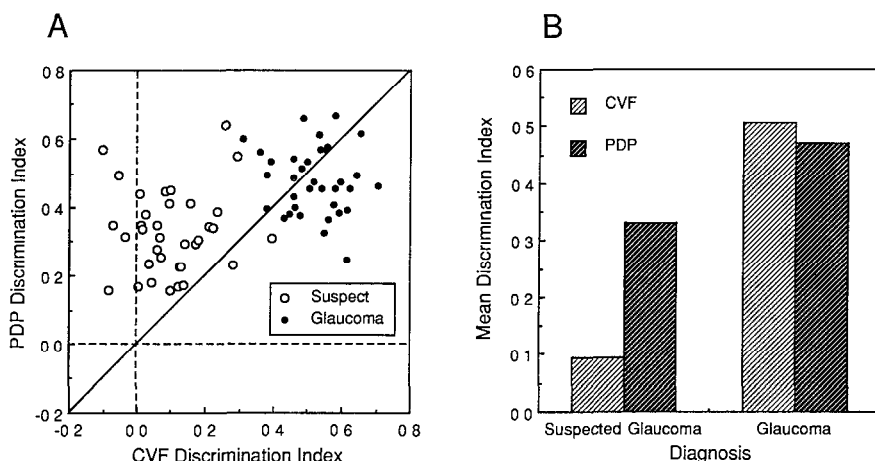 A
PDP Discrimination Index
0 8
0 6
0 4
0 2
0 0
-0 2
-0 2 0 0 0 2 0 4 0 6 0 8
CVF Discrimination Index
Suspect
Glaucoma
B
Mean Discrimination Index
0 6
0 5
0 4
0 3
0 2
0 1
0 0
CVF
PDP
Suspected Glaucoma Glaucoma
Diagnosis